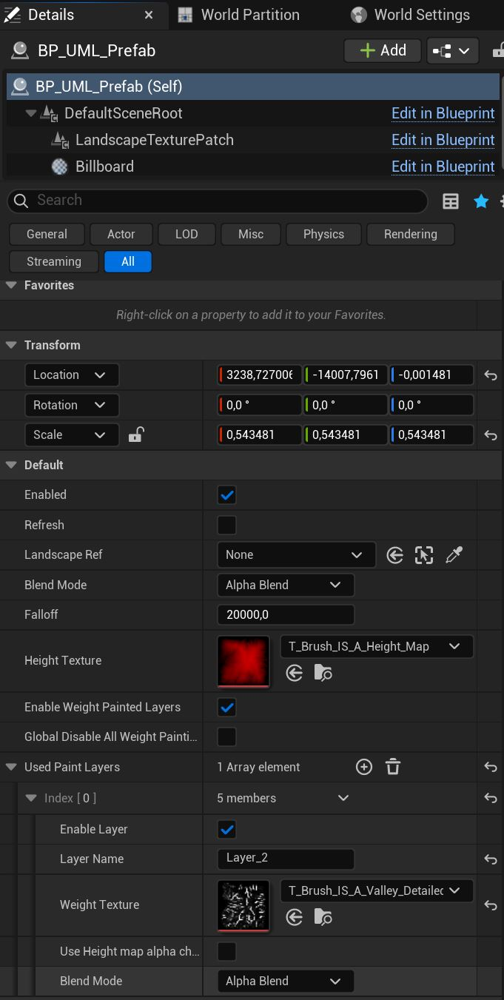 Details
World Partition
World Settings
BP_UML_Prefab
Add
BP_UML_Prefab (Self)
DefaultSceneRoot
Edit in Blueprint
LandscapeTexturePatch
Edit in Blueprint
Billboard
Edit in Blueprint
Search
General
Actor
LOD
Misc
Physics
Rendering
Streaming
All
Favorites
Right-click on a property to add it to your Favorites.
Transform
Location
3238,727006
-14007,7961
-0,001481
Rotation
0,0 °
0,0 °
0,0 °
Scale
0,543481
0,543481
0,543481
Default
Enabled
Refresh
Landscape Ref
None
Blend Mode
Alpha Blend
Falloff
20000,0
Height Texture
T_Brush_IS_A_Height_Map
Enable Weight Painted Layers
Global Disable All Weight Painti...
Used Paint Layers
1 Array element
Index [ 0 ]
5 members
Enable Layer
Layer Name
Layer_2
Weight Texture
T_Brush_IS_A_Valley_Detailed
Use Height map alpha ch...
Blend Mode
Alpha Blend